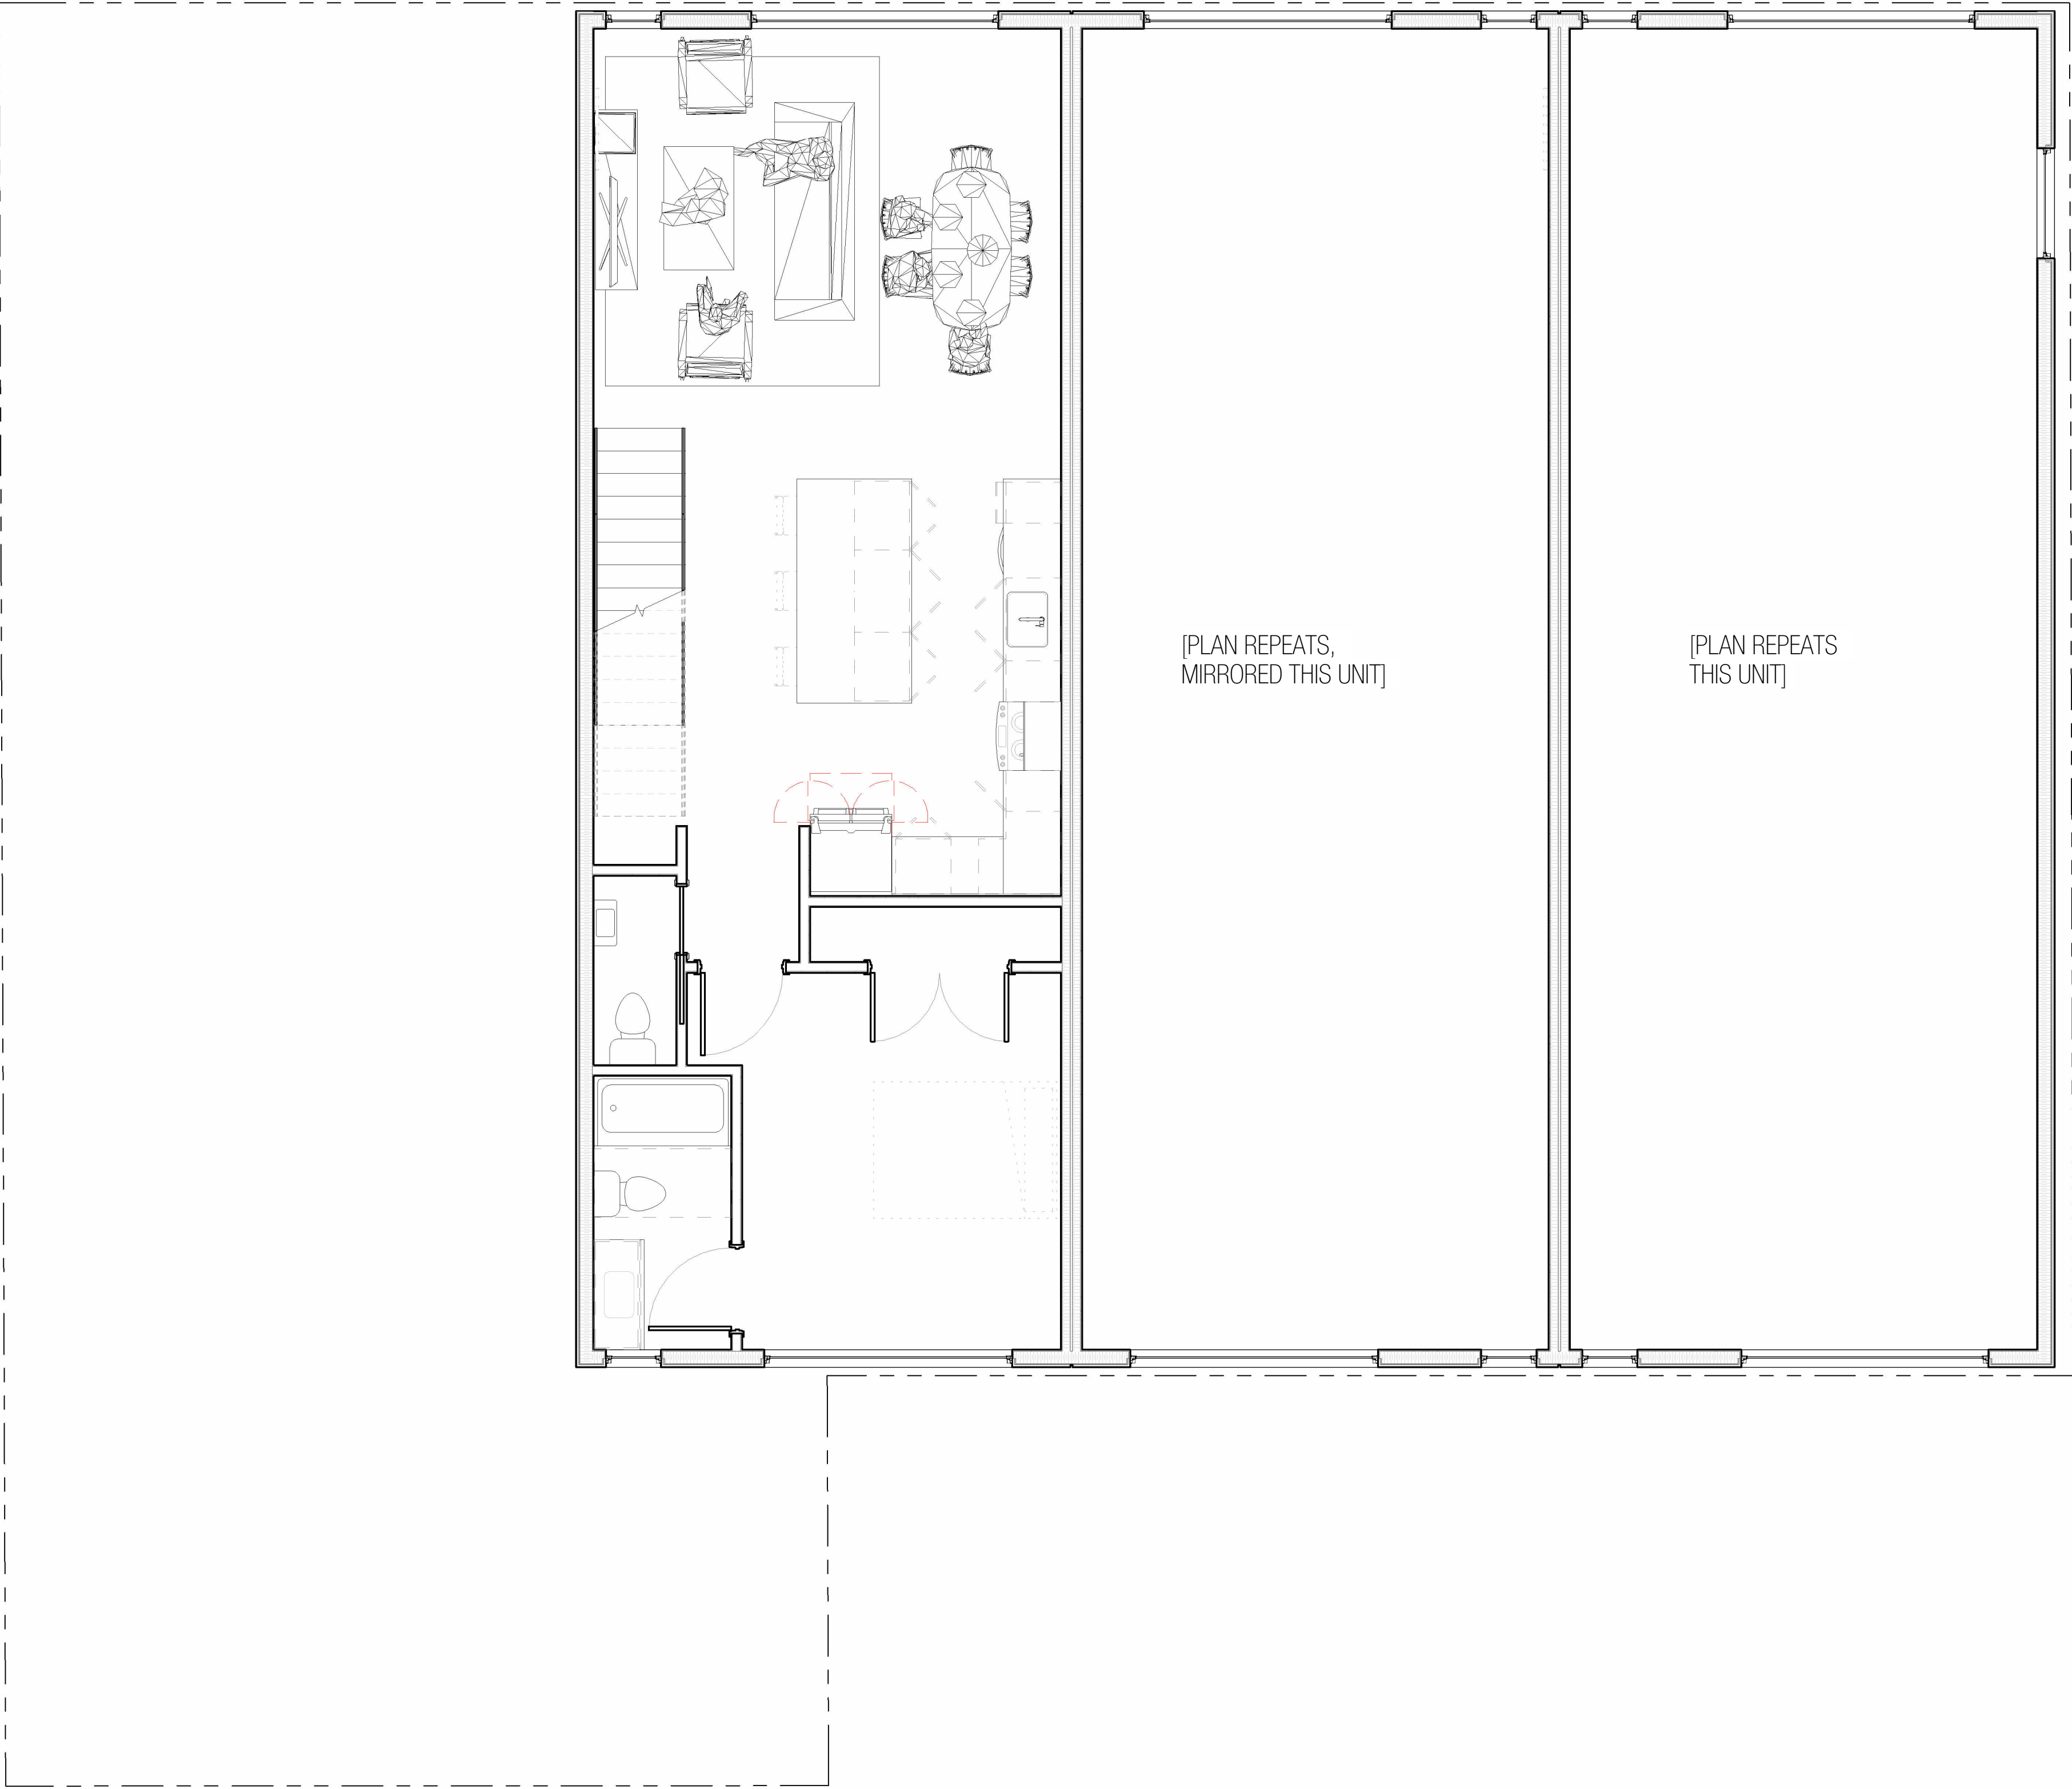 [PLAN REPEATS,
MIRRORED THIS UNIT]
[PLAN REPEATS
THIS UNIT]